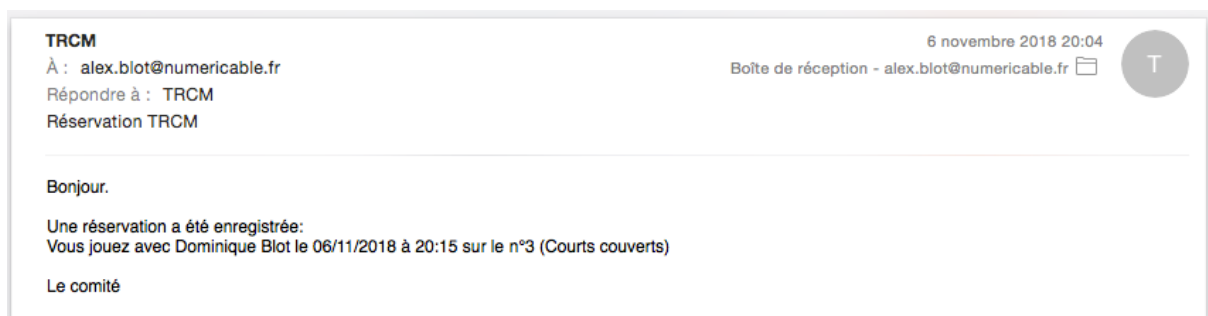 TRCM
6 novembre 2018 20:04
T
À : alex.blot@numericable.fr
Boîte de réception - alex.blot@numericable.fr
Répondre à : TRCM
Réservation TRCM
Bonjour.
Une réservation a été enregistrée:
Vous jouez avec Dominique Blot le 06/11/2018 à 20:15 sur le n°3 (Courts couverts)
Le comité